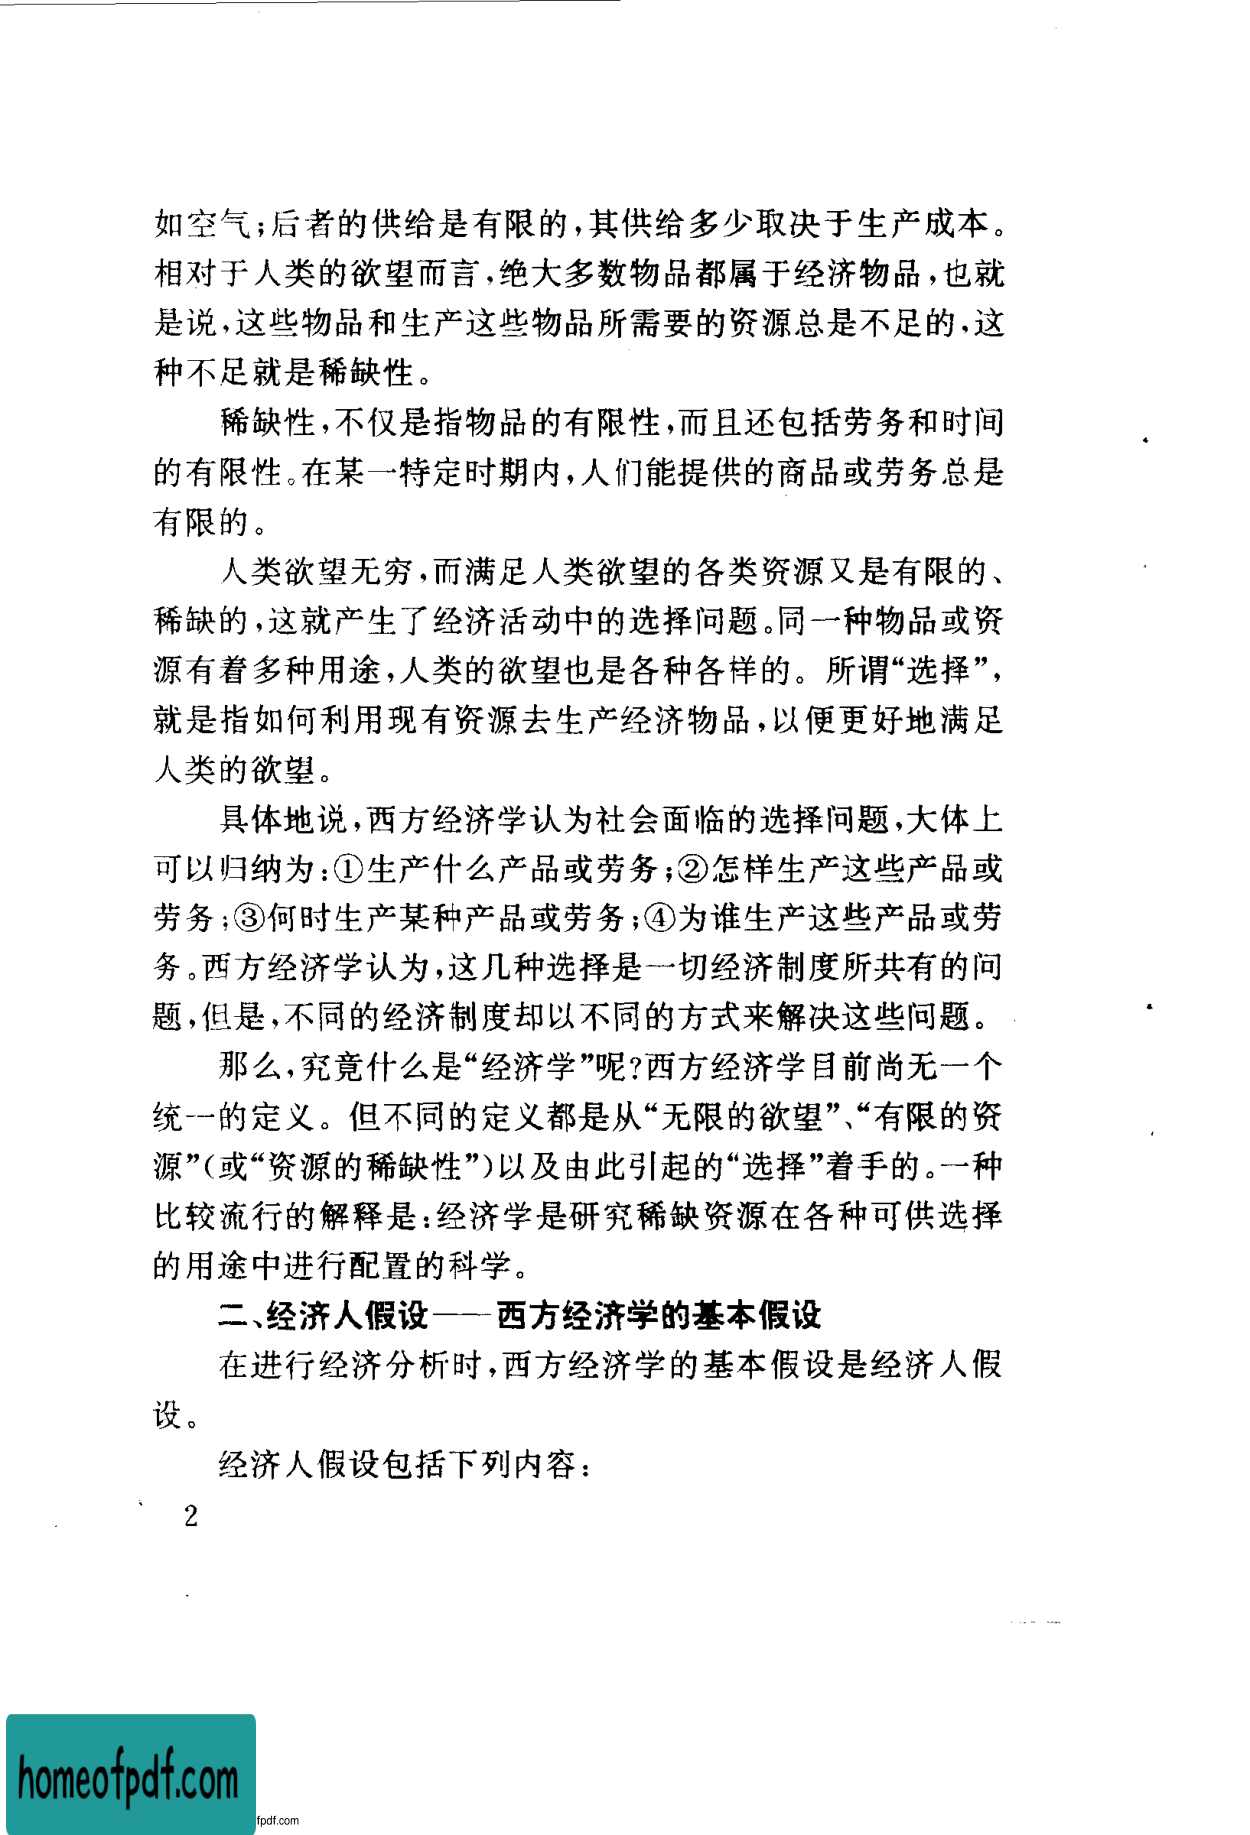 如空气;后者的供给是有限的,其供给多少取决于生产成本。
相对于人类的欲望而言,绝大多数物品都属于经济物品,也就
是说,这些物品和生产这些物品所需要的资源总是不足的,这
种不足就是稀缺性。
稀缺性,不仅是指物品的有限性,而且还包括劳务和时间
的有限性。在某一特定时期内,人们能提供的商品或劳务总是
有限的。
人类欲望无穷,而满足人类欲望的各类资源又是有限的、
稀缺的,这就产生了经济活动中的选择问题。同一种物品或资
源有着多种用途,人类的欲望也是各种各样的。所谓“选择”,
就是指如何利用现有资源去生产经济物品,以便更好地满足
人类的欲望。
具体地说,西方经济学认为社会面临的选择问题,大体上
可以归纳为:①生产什么产品或劳务;②怎样生产这些产品或
劳务;③何时生产某种产品或劳务;④为谁生产这些产品或劳
务。西方经济学认为,这几种选择是一切经济制度所共有的问
题,但是,不同的经济制度却以不同的方式来解决这些问题。
那么,究竟什么是“经济学”呢?西方经济学目前尚无一个
统一的定义。但不同的定义都是从“无限的欲望”、“有限的资
源”(或“资源的稀缺性”)以及由此引起的“选择”着手的。一种
比较流行的解释是:经济学是研究稀缺资源在各种可供选择
的用途中进行配置的科学。
二、经济人假设——西方经济学的基本假设
在进行经济分析时,西方经济学的基本假设是经济人假
设。
经济人假设包括下列内容:
2
homeofpdf.com
fpdf.com